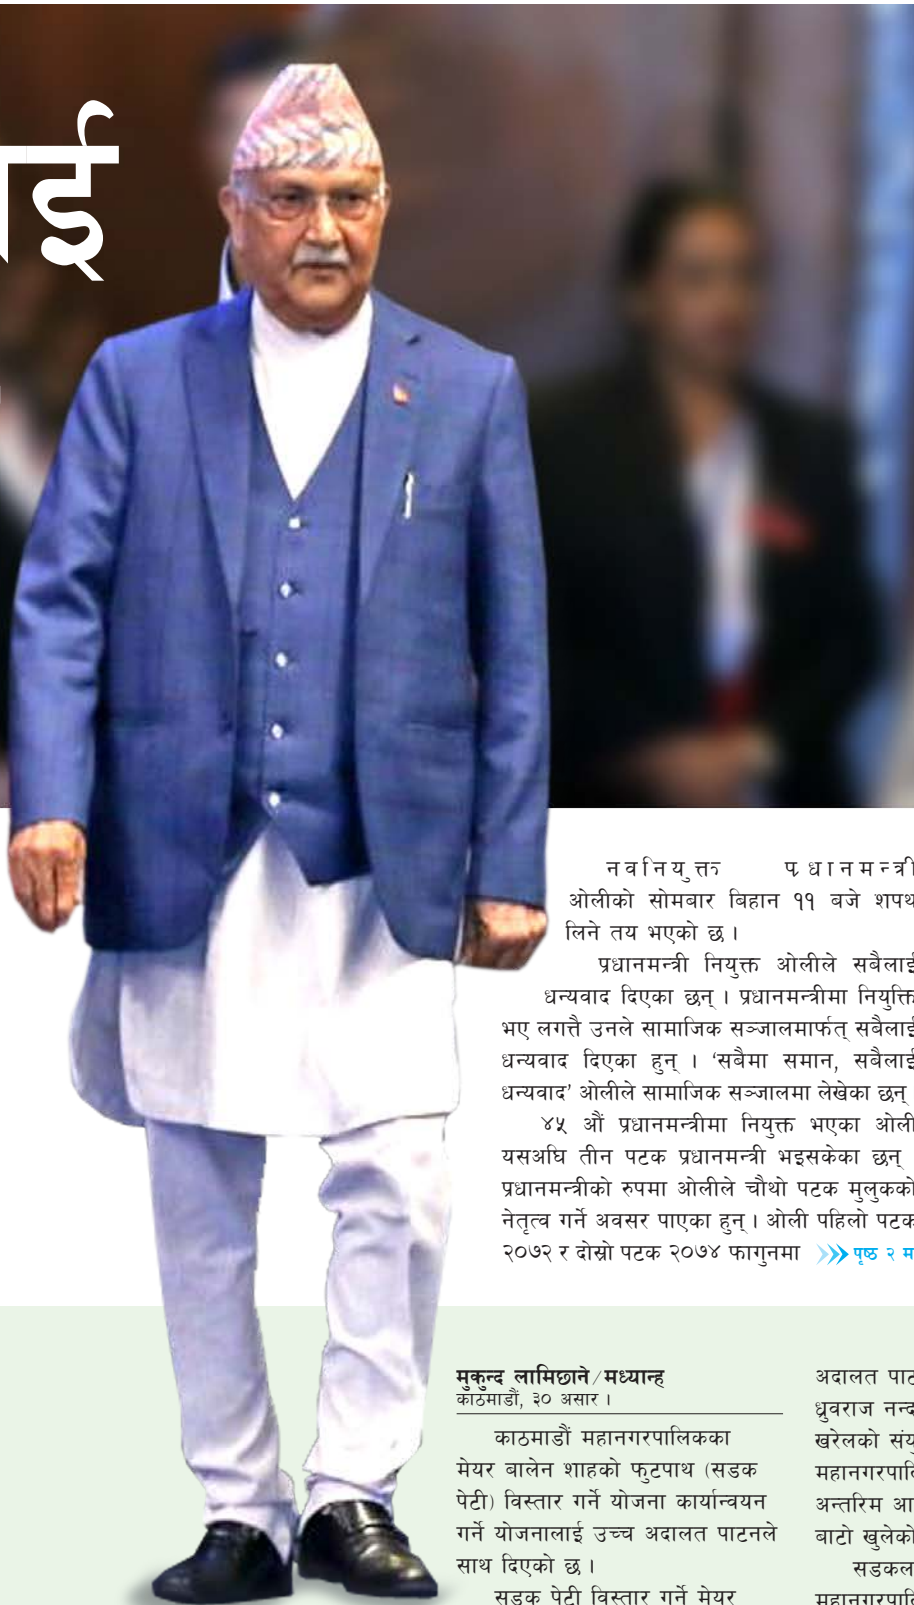 ई
नवनियुक्त प्रधानमन्त्री
ओलीको सोमबार बिहान ११ बजे शपथ
लिने तय भएको छ ।
प्रधानमन्त्री नियुक्त ओलीले सबैलाई
धन्यवाद दिएका छन् । प्रधानमन्त्रीमा नियुक्ति
भए लगत्तै उनले सामाजिक सञ्जालमार्फत् सबैलाई
धन्यवाद दिएका हुन् । ‘सबैमा समान, सबैलाई
धन्यवाद’ ओलीले सामाजिक सञ्जालमा लेखेका छन्
४५ औं प्रधानमन्त्रीमा नियुक्त भएका ओली
यसअघि तीन पटक प्रधानमन्त्री भइसकेका छन्
प्रधानमन्त्रीको रुपमा ओलीले चौथो पटक मुलुकको
नेतृत्व गर्ने अवसर पाएका हुन् । ओली पहिलो पटक
२०७२ र दोस्रो पटक २०७४ फागुनमा पृष्ठ २ म
मुकुन्द लामिछाने/मध्यान्ह
काठमाडौं, ३० असार ।
काठमाडौं महानगरपालिकका
मेयर बालेन शाहको फुटपाथ (सडक
पेटी) विस्तार गर्ने योजना कार्यान्वयन
गर्ने योजनालाई उच्च अदालत पाटनले
साथ दिएको छ ।
सडक पेटी विस्तार गर्ने मेयर
अदालत पाट
ध्रुवराज नन्द
खरेलको संयु
महानगरपालि
अन्तरिम आ
बाटो खुलेको
सडकल
महानगरपालि